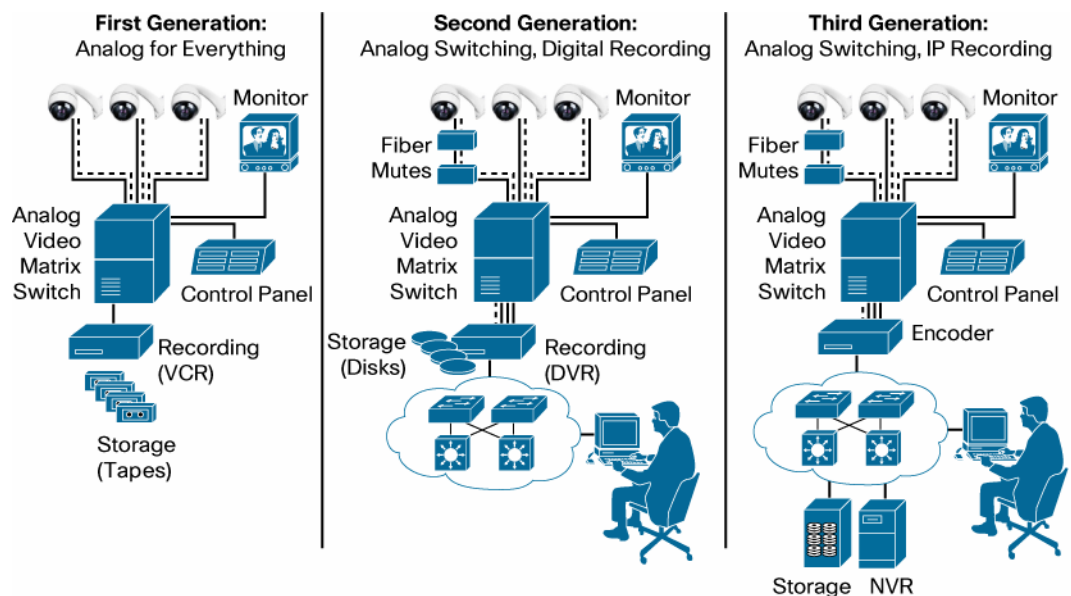 First Generation:
Analog for Everything
Monitor
Analog
Video
Matrix
Switch
Control Panel
Recording
(VCR)
Storage
(Tapes)
Second Generation:
Analog Switching, Digital Recording
Monitor
Fiber
Mutes
Analog
Video
Matrix
Switch
Control Panel
Storage
(Disks)
Recording
(DVR)
Third Generation:
Analog Switching, IP Recording
Monitor
Fiber
Mutes
Analog
Video
Matrix
Switch
Control Panel
Encoder
Storage
NVR